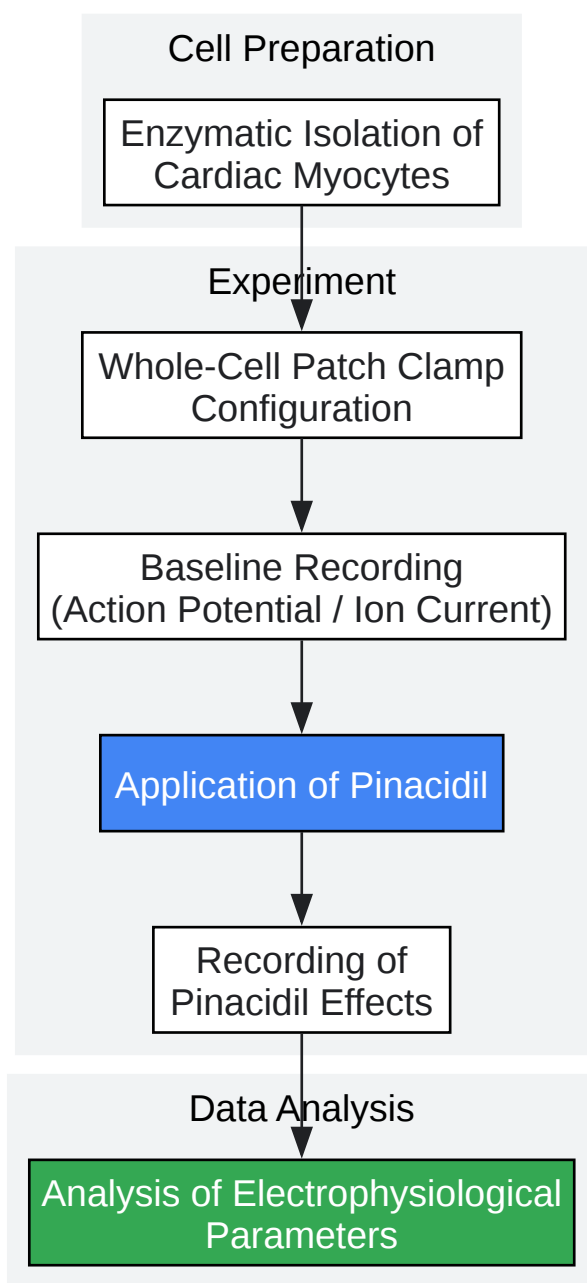 Cell Preparation
Enzymatic Isolation of
Cardiac Myocytes
Experiment
Whole-Cell Patch Clamp
Configuration
Baseline Recording
(Action Potential / Ion Current)
Application of Pinacidil
Recording of
Pinacidil Effects
Data Analysis
Analysis of Electrophysiological
Parameters